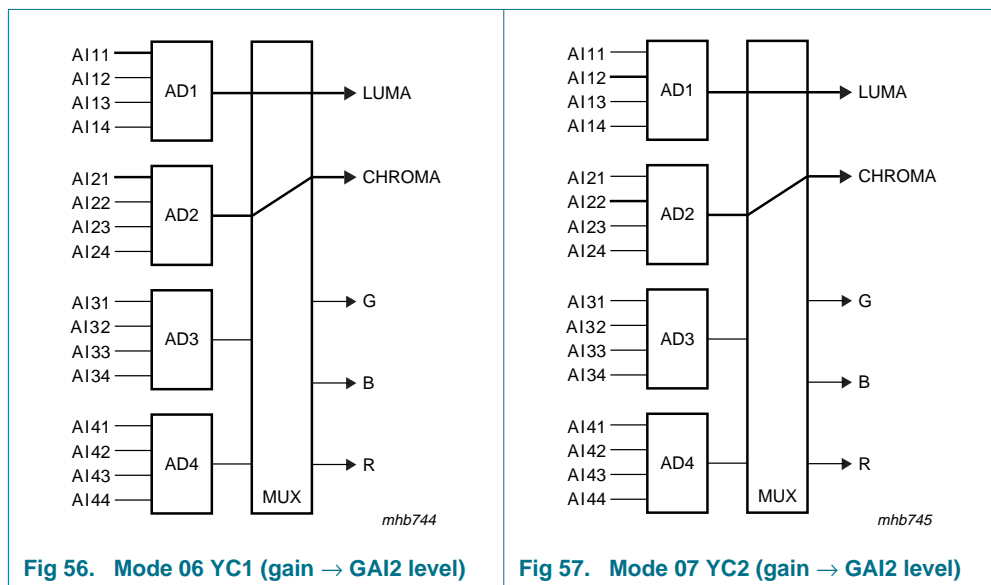 AI11
AI12
AI13
AI14
AD1
LUMA
AI21
AI22
AI23
AI24
AD2
CHROMA
AI31
AI32
AI33
AI34
AD3
G
B
AI41
AI42
AI43
AI44
AD4
R
MUX
mhb744
Fig 56. Mode 06 YC1 (gain → GAI2 level)
AI11
AI12
AI13
AI14
AD1
LUMA
AI21
AI22
AI23
AI24
AD2
CHROMA
AI31
AI32
AI33
AI34
AD3
G
B
AI41
AI42
AI43
AI44
AD4
R
MUX
mhb745
Fig 57. Mode 07 YC2 (gain → GAI2 level)